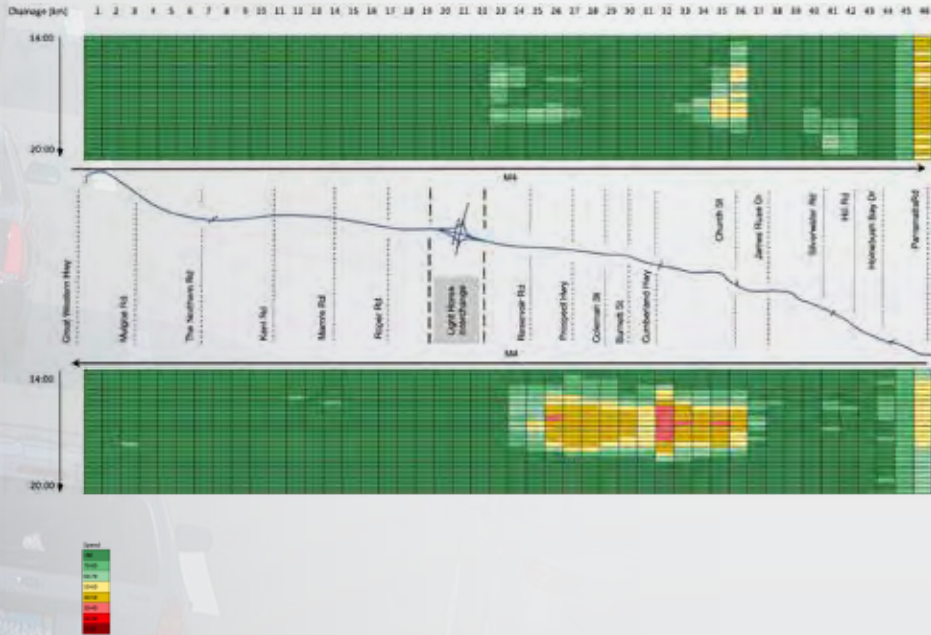 Chainage (km) 1 2 3 4 5 6 7 9 10 11 12 13 14 15 16 17 18 19 20 21 22 23 24 25 26 27 28 29 30 31 32 33 34 35 36 37 38 39 40 41 42 43 44 45 46
14:00
20:00
M4
Great Western Hwy
Mulgoa Rd
The Northern Rd
Kent Rd
Mamre Rd
Roper Rd
Light Horse
Interchange
Reservoir Rd
Prospect Hwy
Coleman St
Burnett St
Cumberland Hwy
Church St
James Ruse Dr
Silverwater Rd
Hill Rd
Homebush Bay Dr
Parramatta Rd
M4
14:00
20:00
Speed